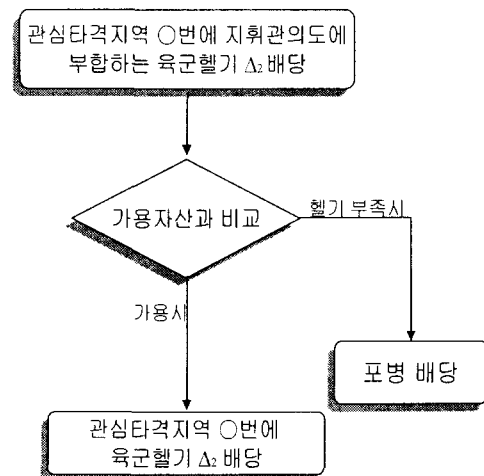 관심타격지역 ○번에 지휘관의도에
부합하는 육군헬기 Δ₂ 배당
가용자산과 비교
헬기 부족시
가용시
포병 배당
관심타격지역 ○번에
육군헬기 Δ₂ 배당